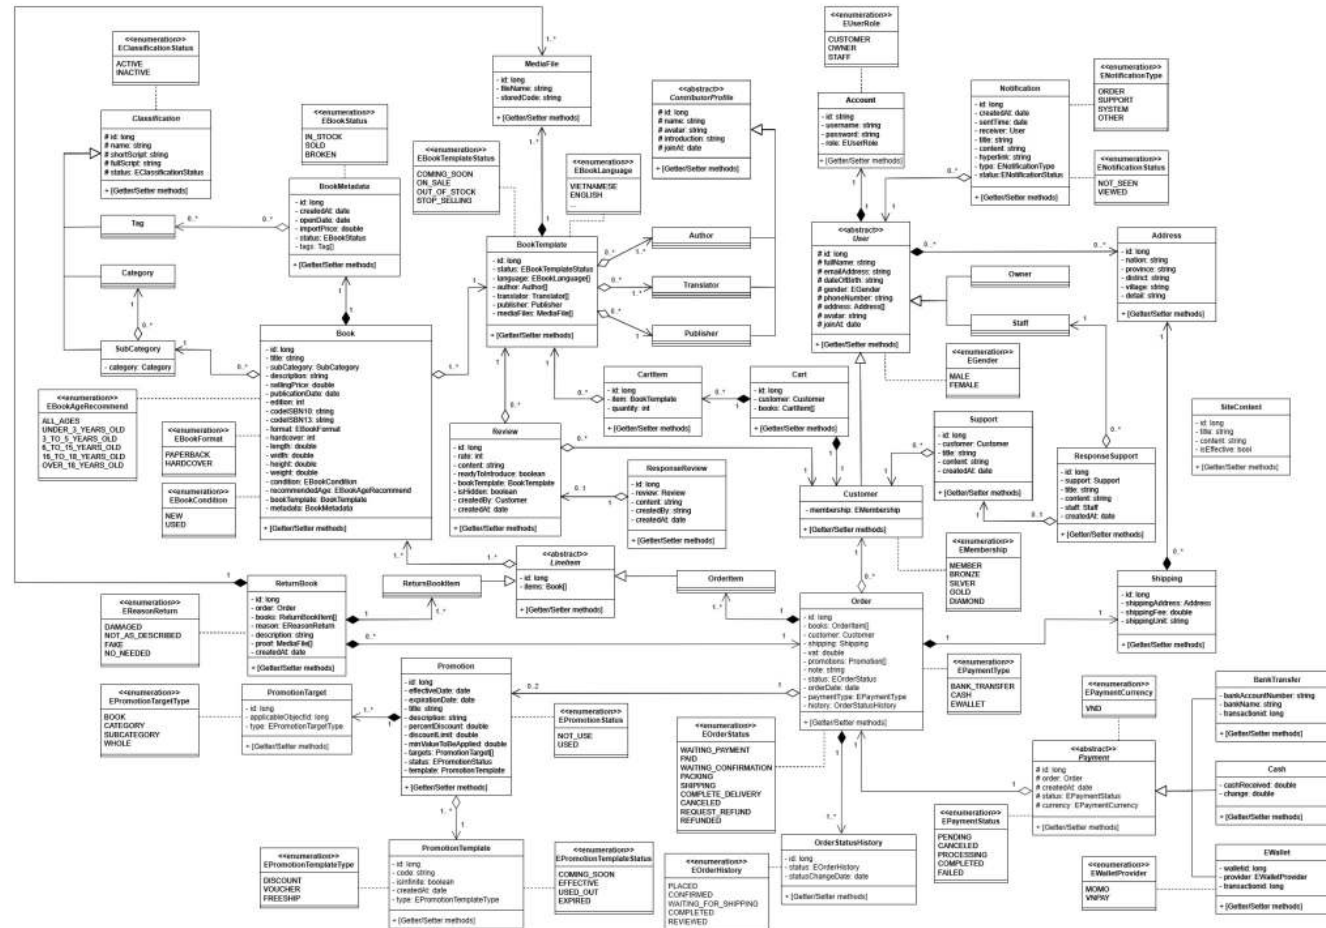 <<enumeration>>
EClassificationStatus
ACTIVE
INACTIVE
Classification
# id: long
# name: string
# shortScript: string
# fullScript: string
# status: EClassificationStatus
+ [Getter/Setter methods]
Tag
Category
SubCategory
- category: Category
<<enumeration>>
EBookStatus
IN_STOCK
SOLD
BROKEN
BookMetadata
- id: long
- createdAt: date
- openDate: date
- importPrice: double
- status: EBookStatus
- tags: Tag[]
+ [Getter/Setter methods]
MediaFile
- id: long
- fileName: string
- storedCode: string
+ [Getter/Setter methods]
<<enumeration>>
EBookTemplateStatus
COMING_SOON
ON_SALE
OUT_OF_STOCK
STOP_SELLING
<<enumeration>>
EBookLanguage
VIETNAMESE
ENGLISH
...
<<abstract>>
ContributorProfile
# id: long
# name: string
# avatar: string
# introduction: string
# joinAt: date
+ [Getter/Setter methods]
BookTemplate
- id: long
- status: EBookTemplateStatus
- language: EBookLanguage[]
- author: Author[]
- translator: Translator[]
- publisher: Publisher
- mediaFiles: MediaFile[]
+ [Getter/Setter methods]
Author
Translator
Publisher
<<enumeration>>
EUserRole
CUSTOMER
OWNER
STAFF
Account
- id: string
- username: string
- password: string
- role: EUserRole
+ [Getter/Setter methods]
Notification
- id: long
- createdAt: date
- sentTime: date
- receiver: User
- title: string
- content: string
- hyperlink: string
- type: ENotificationType
- status:ENotificationStatus
+ [Getter/Setter methods]
<<enumeration>>
ENotificationType
ORDER
SUPPORT
SYSTEM
OTHER
<<enumeration>>
ENotificationStatus
NOT_SEEN
VIEWED
<<abstract>>
User
# id: long
# fullName: string
# emailAddress: string
# dateOfBirth: string
# gender: EGender
# phoneNumber: string
# address: Address[]
# avatar: string
# joinAt: date
+ [Getter/Setter methods]
Address
- id: long
- nation: string
- province: string
- district: string
- village: string
- detail: string
+ [Getter/Setter methods]
Owner
Staff
<<enumeration>>
EGender
MALE
FEMALE
Book
- id: long
- title: string
- subCategory: SubCategory
- description: string
- sellingPrice: double
- publicationDate: date
- edition: int
- codeISBN10: string
- codeISBN13: string
- format: EBookFormat
- hardcover: int
- length: double
- width: double
- height: double
- weight: double
- condition: EBookCondition
- recommendedAge: EBookAgeRecommend
- bookTemplate: BookTemplate
- metadata: BookMetadata
+ [Getter/Setter methods]
<<enumeration>>
EBookAgeRecommend
ALL_AGES
UNDER_3_YEARS_OLD
3_TO_5_YEARS_OLD
6_TO_15_YEARS_OLD
16_TO_18_YEARS_OLD
OVER_18_YEARS_OLD
<<enumeration>>
EBookFormat
PAPERBACK
HARDCOVER
<<enumeration>>
EBookCondition
NEW
USED
CartItem
- id: long
- item: BookTemplate
- quantity: int
+ [Getter/Setter methods]
Cart
- id: long
- customer: Customer
- books: CartItem[]
+ [Getter/Setter methods]
Review
- id: long
- rate: int
- content: string
- readyToIntroduce: boolean
- bookTemplate: BookTemplate
- isHidden: boolean
- createdBy: Customer
- createdAt: date
+ [Getter/Setter methods]
ResponseReview
- id: long
- review: Review
- content: string
- createdBy: string
- createdAt: date
+ [Getter/Setter methods]
Support
- id: long
- customer: Customer
- title: string
- content: string
- createdAt: date
+ [Getter/Setter methods]
ResponseSupport
- id: long
- support: Support
- title: string
- content: string
- staff: Staff
- createdAt: date
+ [Getter/Setter methods]
SiteContent
- id: long
- title: string
- content: string
- isEffective: bool
+ [Getter/Setter methods]
Customer
- membership: EMembership
+ [Getter/Setter methods]
<<enumeration>>
EMembership
MEMBER
BRONZE
SILVER
GOLD
DIAMOND
<<abstract>>
LineItem
- id: long
- items: Book[]
+ [Getter/Setter methods]
ReturnBookItem
OrderItem
ReturnBook
- id: long
- order: Order
- books: ReturnBookItem[]
- reason: EReasonReturn
- description: string
- proof: MediaFile[]
- createdAt: date
+ [Getter/Setter methods]
<<enumeration>>
EReasonReturn
DAMAGED
NOT_AS_DESCRIBED
FAKE
NO_NEEDED
Order
- id: long
- books: OrderItem[]
- customer: Customer
- shipping: Shipping
- vat: double
- promotions: Promotion[]
- note: string
- status: EOrderStatus
- orderDate: date
- paymentType: EPaymentType
- history: OrderStatusHistory
+ [Getter/Setter methods]
Shipping
- id: long
- shippingAddress: Address
- shippingFee: double
- shippingUnit: string
+ [Getter/Setter methods]
<<enumeration>>
EPaymentType
BANK_TRANSFER
CASH
EWALLET
Promotion
- id: long
- effectiveDate: date
- expirationDate: date
- title: string
- description: string
- percentDiscount: double
- discountLimit: double
- minValueToBeApplied: double
- targets: PromotionTarget[]
- status: EPromotionStatus
- template: PromotionTemplate
+ [Getter/Setter methods]
<<enumeration>>
EPromotionTargetType
BOOK
CATEGORY
SUBCATEGORY
WHOLE
PromotionTarget
- id: long
- applicableObjectId: long
- type: EPromotionTargetType
+ [Getter/Setter methods]
<<enumeration>>
EPromotionStatus
NOT_USE
USED
<<enumeration>>
EOrderStatus
WAITING_PAYMENT
PAID
WAITING_CONFIRMATION
PACKING
SHIPPING
COMPLETE_DELIVERY
CANCELED
REQUEST_REFUND
REFUNDED
<<enumeration>>
EPaymentCurrency
VND
<<abstract>>
Payment
# id: long
# order: Order
# createdAt: date
# status: EPaymentStatus
# currency: EPaymentCurrency
+ [Getter/Setter methods]
BankTransfer
- bankAccountNumber: string
- bankName: string
- transactionid: long
+ [Getter/Setter methods]
Cash
- cashReceived: double
- change: double
+ [Getter/Setter methods]
EWallet
- walletid: long
- provider: EWalletProvider
- transactionid: long
+ [Getter/Setter methods]
<<enumeration>>
EPaymentStatus
PENDING
CANCELED
PROCESSING
COMPLETED
FAILED
<<enumeration>>
EWalletProvider
MOMO
VNPAY
<<enumeration>>
EPromotionTemplateType
DISCOUNT
VOUCHER
FREESHIP
PromotionTemplate
- id: long
- code: string
- isInfinite: boolean
- createdAt: date
- type: EPromotionTemplateType
+ [Getter/Setter methods]
<<enumeration>>
EPromotionTemplateStatus
COMING_SOON
EFFECTIVE
USED_OUT
EXPIRED
<<enumeration>>
EOrderHistory
PLACED
CONFIRMED
WAITING_FOR_SHIPPING
COMPLETED
REVIEWED
OrderStatusHistory
- id: long
- status: EOrderHistory
- statusChangeDate: date
+ [Getter/Setter methods]